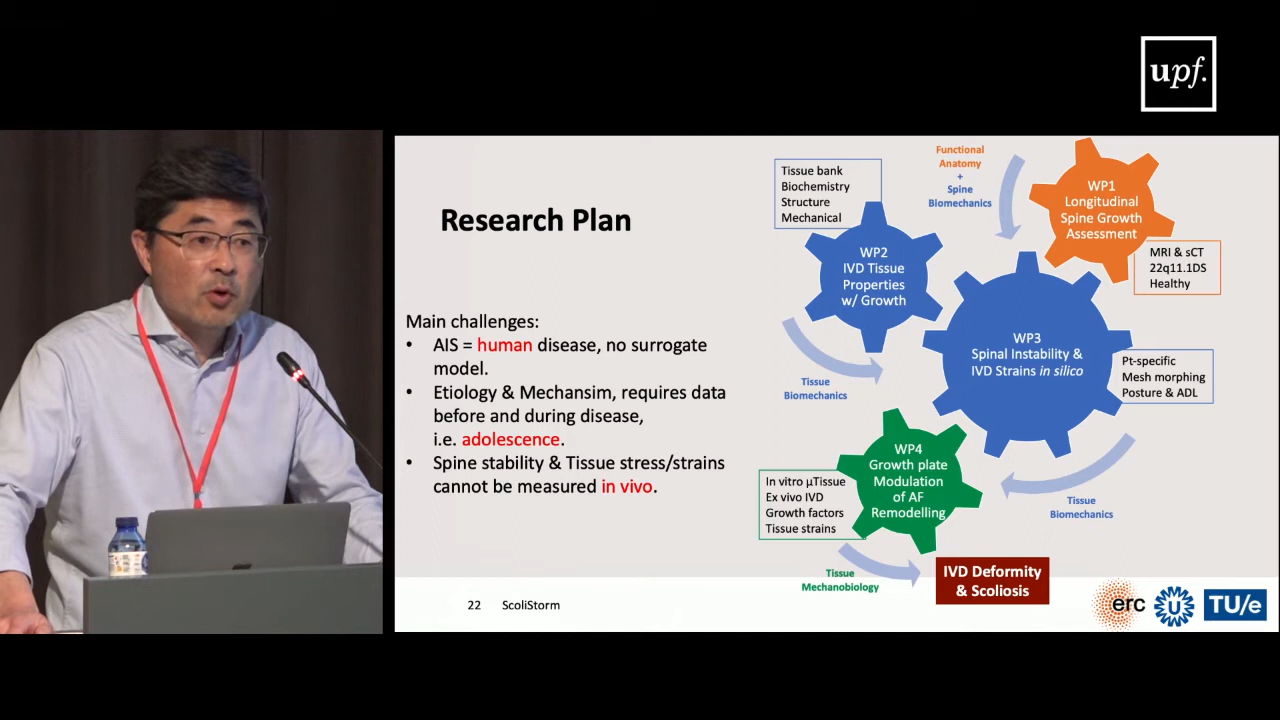 upf.
Research Plan
Main challenges:
• AIS = human disease, no surrogate
model.
• Etiology & Mechansim, requires data
before and during disease,
i.e. adolescence.
• Spine stability & Tissue stress/strains
cannot be measured in vivo.
Tissue bank
Biochemistry
Structure
Mechanical
WP2
IVD Tissue
Properties
w/ Growth
Tissue
Biomechanics
Functional
Anatomy
+
Spine
Biomechanics
WP1
Longitudinal
Spine Growth
Assessment
MRI & sCT
22q11.1DS
Healthy
WP3
Spinal Instability &
IVD Strains in silico
Pt-specific
Mesh morphing
Posture & ADL
Tissue
Biomechanics
WP4
Growth plate
Modulation
of AF
Remodelling
In vitro µTissue
Ex vivo IVD
Growth factors
Tissue strains
Tissue
Mechanobiology
IVD Deformity
& Scoliosis
22 ScoliStorm
erc
U
TU/e